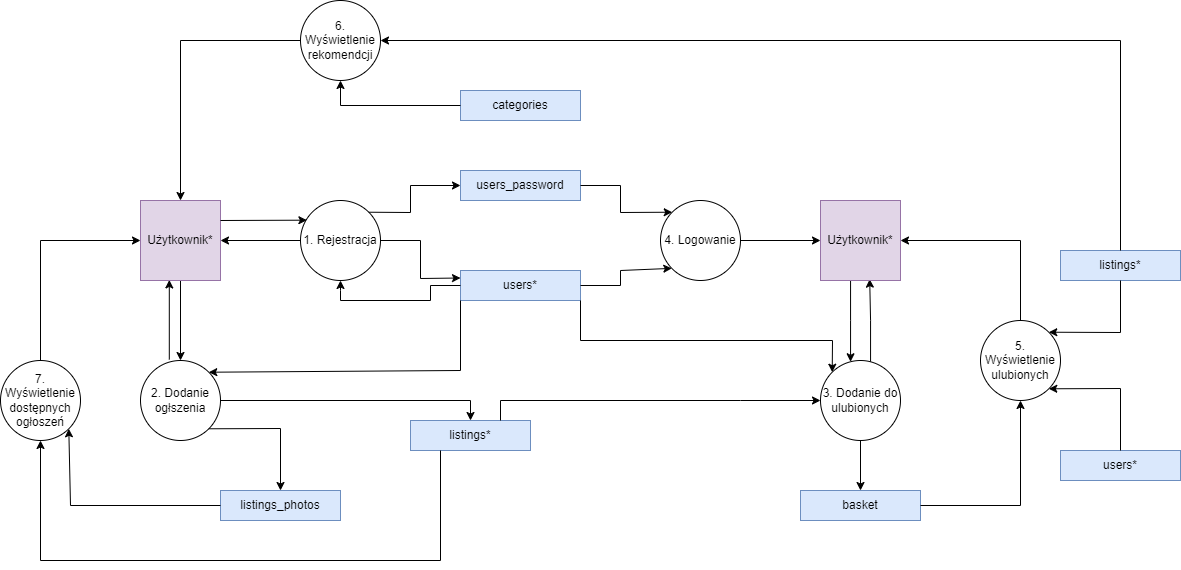 6.
Wyświetlenie
rekomendcji
categories
users_password
Użytkownik*
1. Rejestracja
4. Logowanie
Użytkownik*
listings*
users*
5.
Wyświetlenie
ulubionych
7.
Wyświetlenie
dostępnych
ogłoszeń
2. Dodanie
ogłszenia
3. Dodanie do
ulubionych
listings*
users*
listings_photos
basket